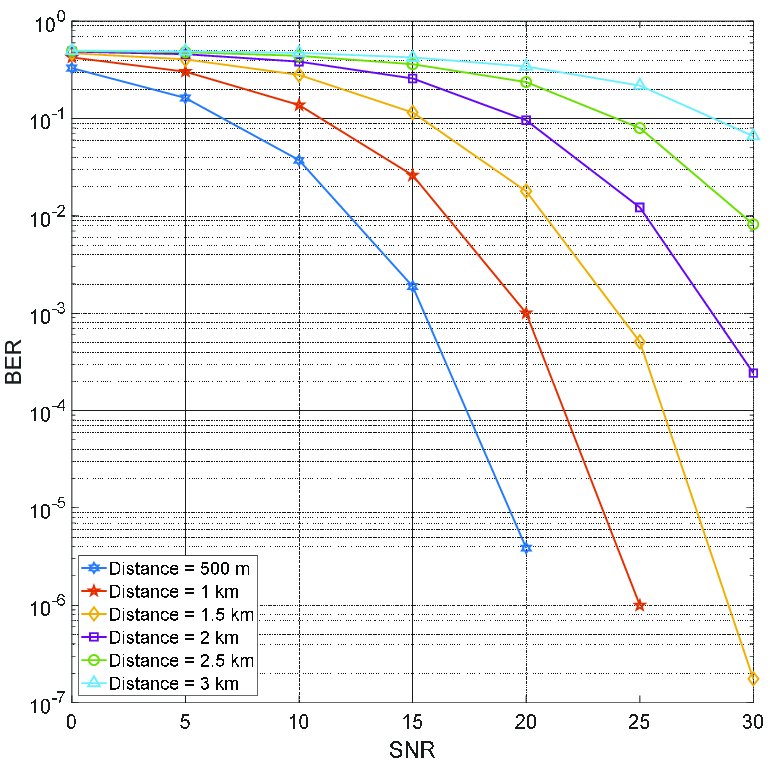 10^0
10^-1
10^-2
10^-3
10^-4
10^-5
10^-6
10^-7
BER
Distance = 500 m
Distance = 1 km
Distance = 1.5 km
Distance = 2 km
Distance = 2.5 km
Distance = 3 km
0 5 10 15 20 25 30
SNR